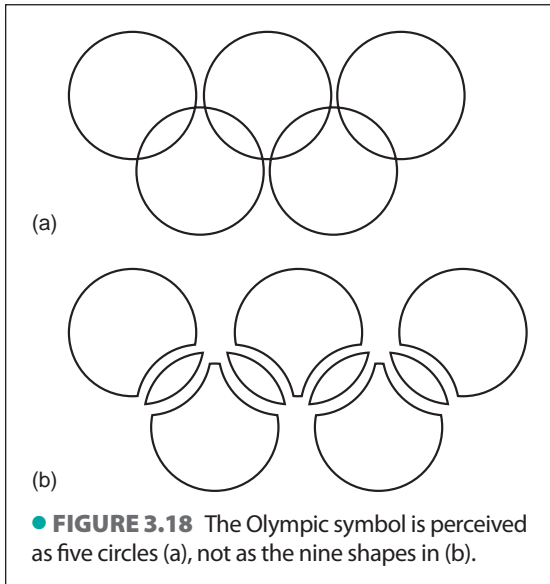 (a)
(b)
● FIGURE 3.18 The Olympic symbol is perceived
as five circles (a), not as the nine shapes in (b).